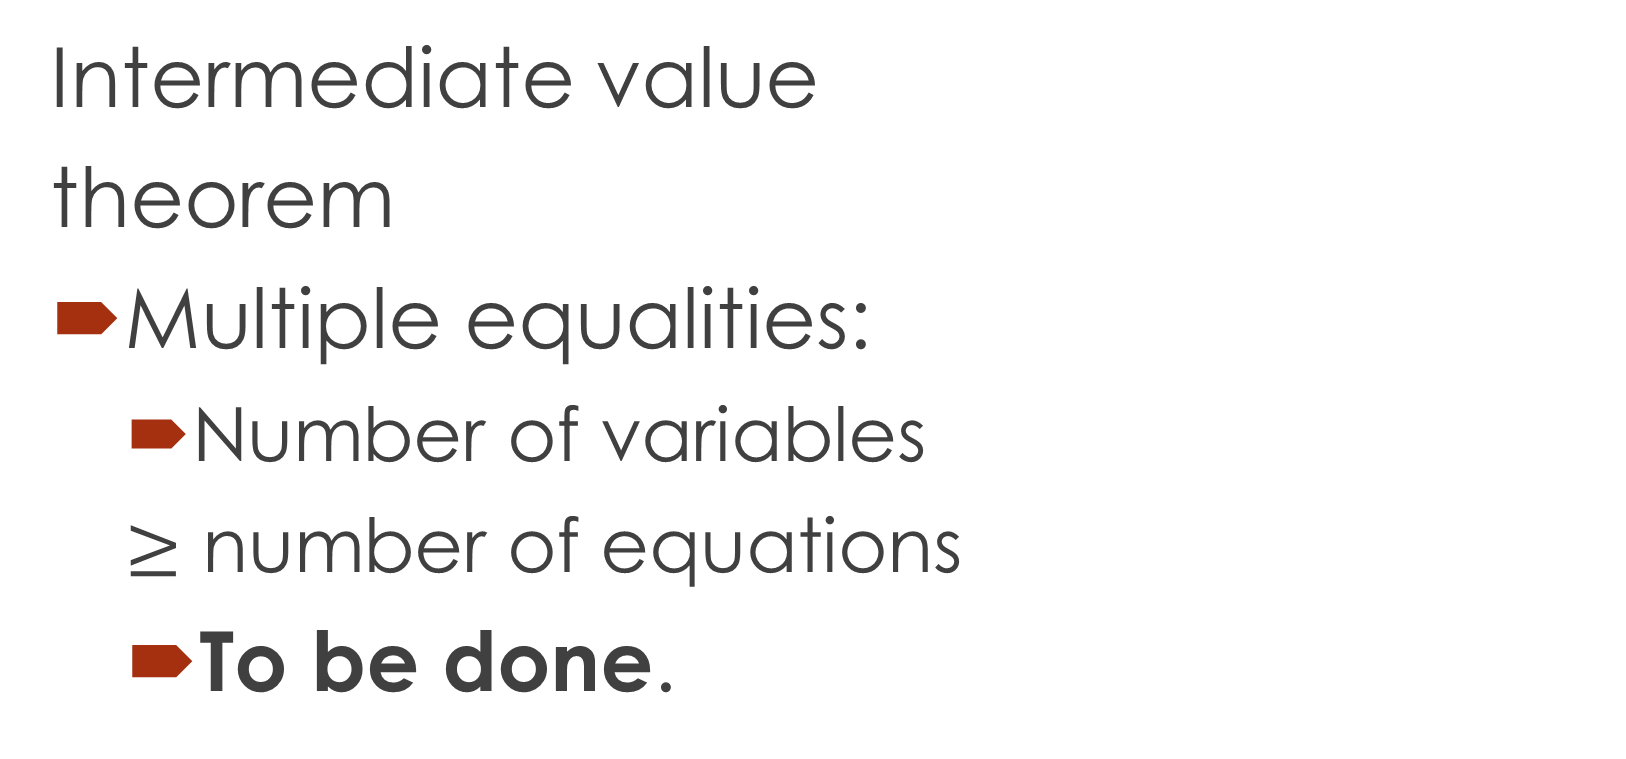 Intermediate value
theorem
Multiple equalities:
Number of variables
≥ number of equations
To be done.